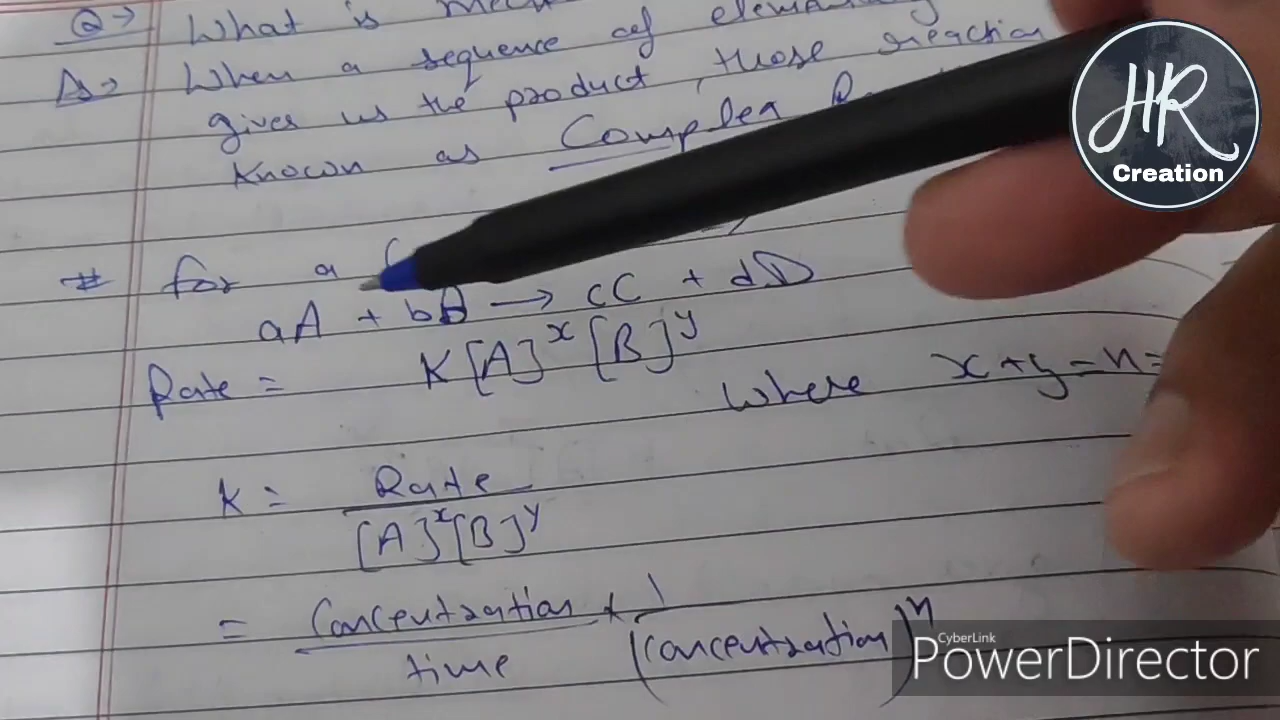 Q→ What is
A→ When a sequence of
gives us the product, those reaction
known as Complex
# for a
aA + bB → cC + dD
Rate = K[A]^x [B]^y
Where x+y=n=
K = Rate
[A]^x[B]^y
= Concentration × 1
time (Concentration)^n
HR
Creation
CyberLink
PowerDirector